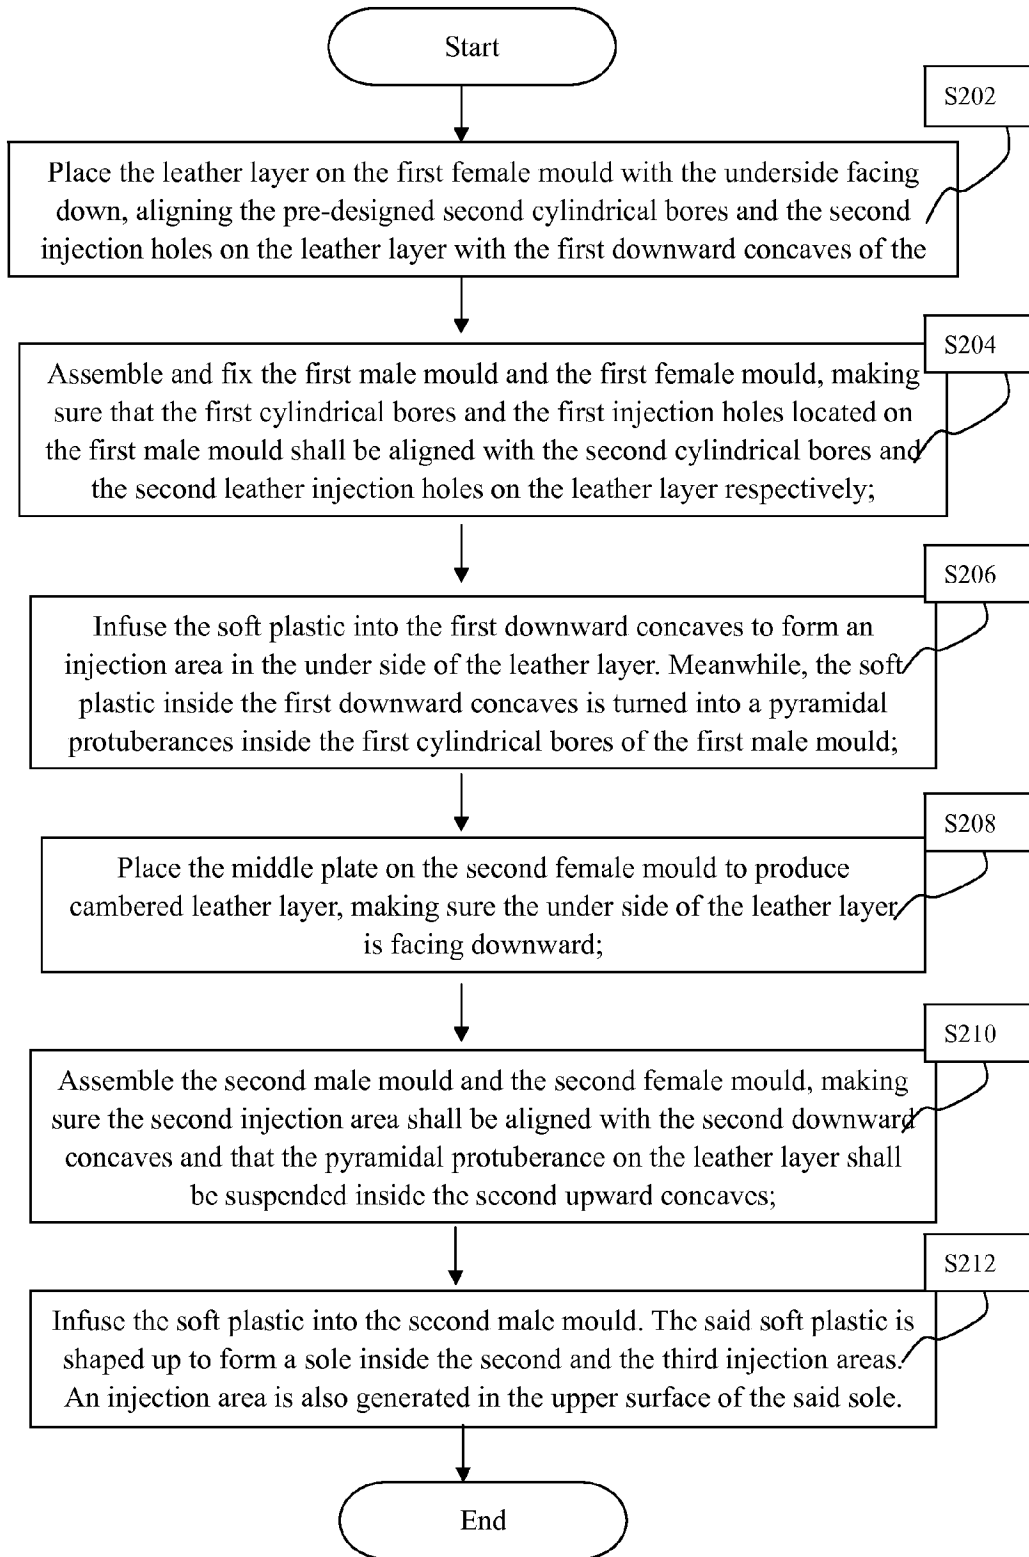 Start
S202
Place the leather layer on the first female mould with the underside facing
down, aligning the pre-designed second cylindrical bores and the second
injection holes on the leather layer with the first downward concaves of the
S204
Assemble and fix the first male mould and the first female mould, making
sure that the first cylindrical bores and the first injection holes located on
the first male mould shall be aligned with the second cylindrical bores and
the second leather injection holes on the leather layer respectively;
S206
Infuse the soft plastic into the first downward concaves to form an
injection area in the under side of the leather layer. Meanwhile, the soft
plastic inside the first downward concaves is turned into a pyramidal
protuberances inside the first cylindrical bores of the first male mould;
S208
Place the middle plate on the second female mould to produce
cambered leather layer, making sure the under side of the leather layer
is facing downward;
S210
Assemble the second male mould and the second female mould, making
sure the second injection area shall be aligned with the second downward
concaves and that the pyramidal protuberance on the leather layer shall
be suspended inside the second upward concaves;
S212
Infuse the soft plastic into the second male mould. The said soft plastic is
shaped up to form a sole inside the second and the third injection areas.
An injection area is also generated in the upper surface of the said sole.
End